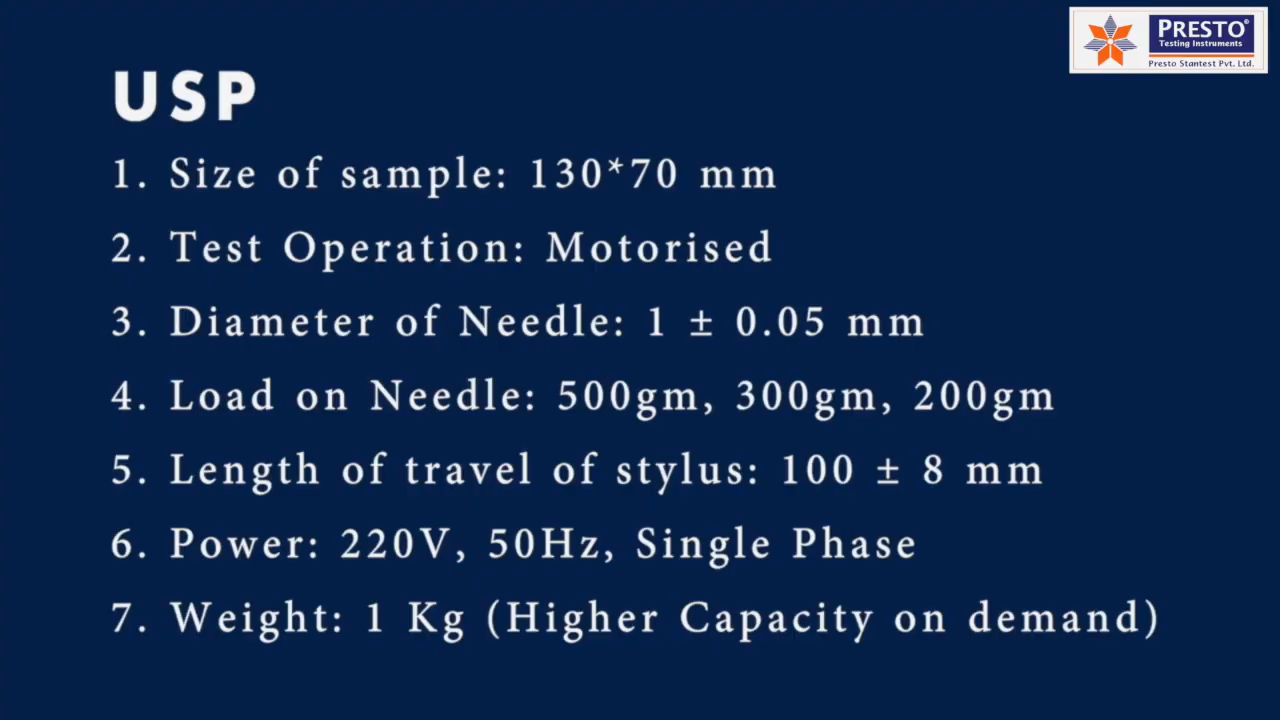 PRESTO®
Testing Instruments
Presto Stantest Pvt. Ltd.
USP
1. Size of sample: 130*70 mm
2. Test Operation: Motorised
3. Diameter of Needle: 1 ± 0.05 mm
4. Load on Needle: 500gm, 300gm, 200gm
5. Length of travel of stylus: 100 ± 8 mm
6. Power: 220V, 50Hz, Single Phase
7. Weight: 1 Kg (Higher Capacity on demand)